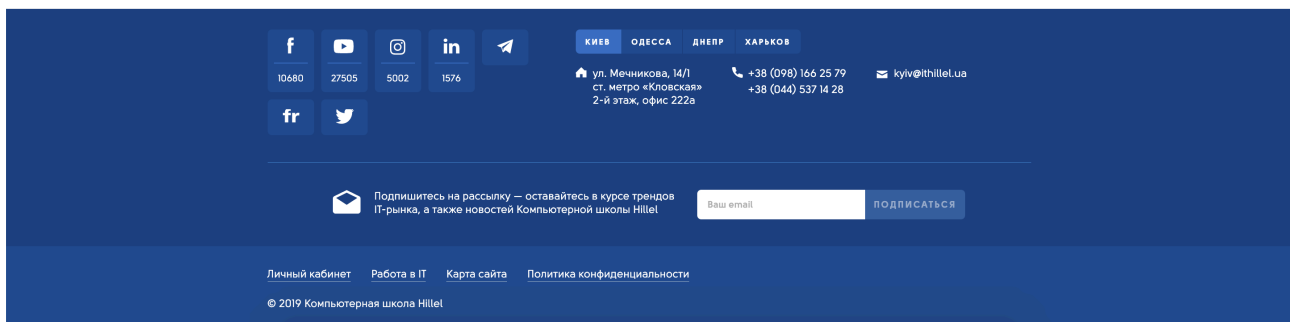 10680 27505 5002 1576
fr
КИЕВ ОДЕССА ДНЕПР ХАРЬКОВ
ул. Мечникова, 14/1
ст. метро «Кловская»
2-й этаж, офис 222а
+38 (098) 166 25 79
+38 (044) 537 14 28
kyiv@ithillel.ua
Подпишитесь на рассылку — оставайтесь в курсе трендов
IT-рынка, а также новостей Компьютерной школы Hillel
Ваш email
ПОДПИСАТЬСЯ
Личный кабинет Работа в IT Карта сайта Политика конфиденциальности
© 2019 Компьютерная школа Hillel